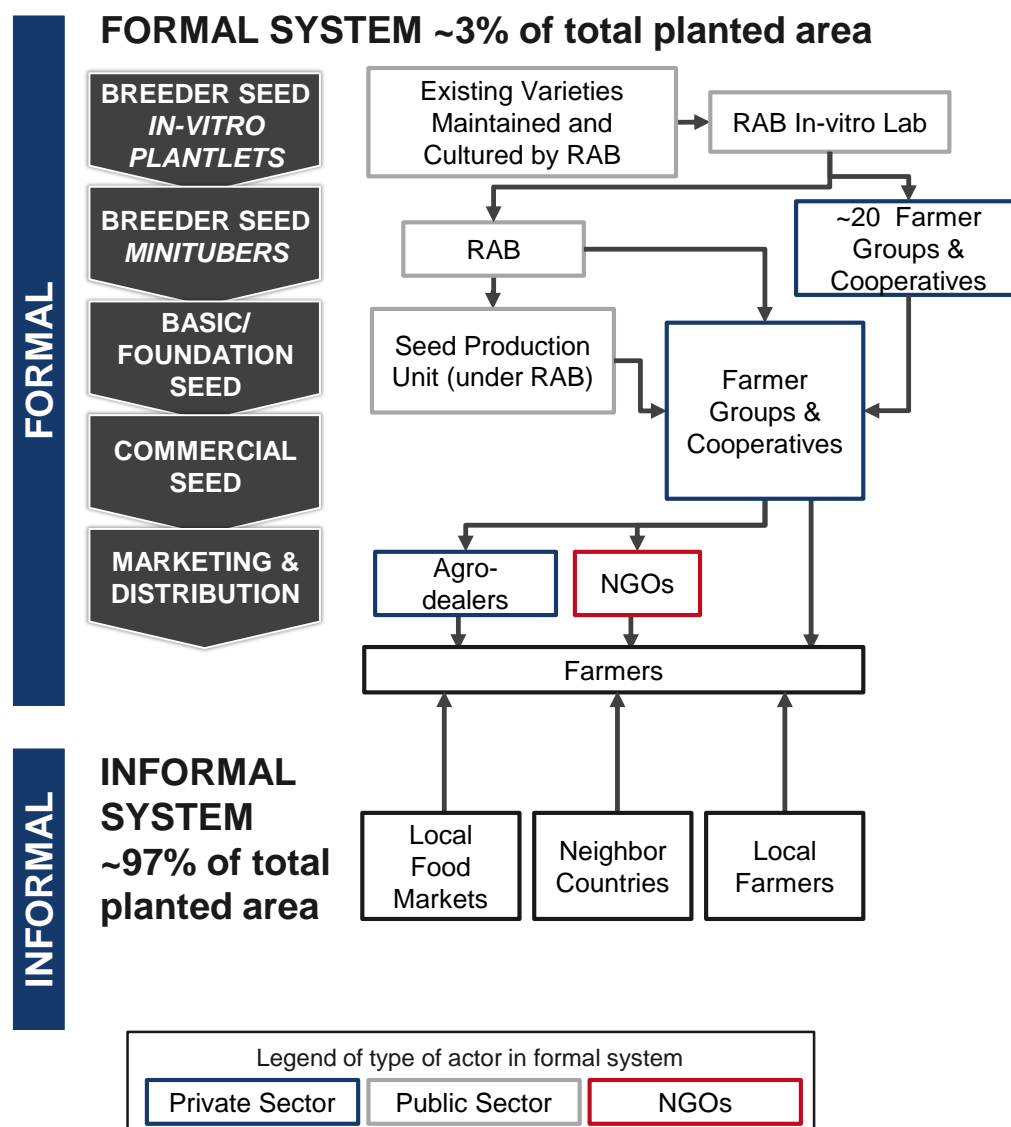 FORMAL SYSTEM ~3% of total planted area
FORMAL
BREEDER SEED
IN-VITRO
PLANTLETS
BREEDER SEED
MINITUBERS
BASIC/
FOUNDATION
SEED
COMMERCIAL
SEED
MARKETING &
DISTRIBUTION
Existing Varieties
Maintained and
Cultured by RAB
RAB In-vitro Lab
~20 Farmer
Groups &
Cooperatives
RAB
Seed Production
Unit (under RAB)
Farmer
Groups &
Cooperatives
Agro-
dealers
NGOs
Farmers
INFORMAL
INFORMAL
SYSTEM
~97% of total
planted area
Local
Food
Markets
Neighbor
Countries
Local
Farmers
Legend of type of actor in formal system
Private Sector
Public Sector
NGOs